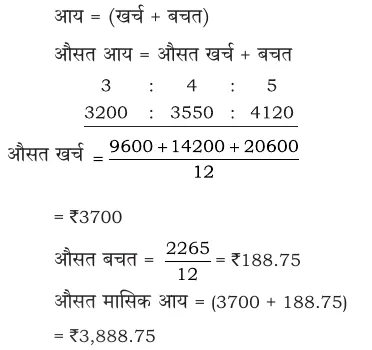 आय = (खर्च + बचत)
औसत आय = औसत खर्च + बचत
3 : 4 : 5
3200 : 3550 : 4120
औसत खर्च = 9600 + 14200 + 20600 / 12
= ₹3700
औसत बचत = 2265 / 12 = ₹188.75
औसत मासिक आय = (3700 + 188.75)
= ₹3,888.75